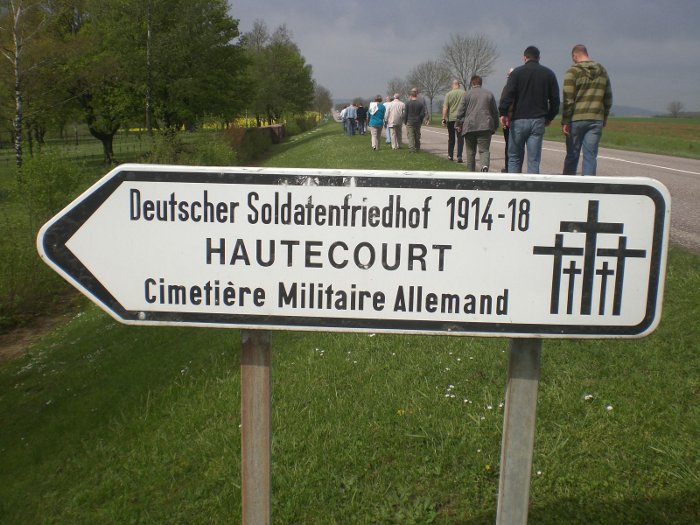 Deutscher Soldatenfriedhof 1914-18
HAUTECOURT
Cimetière Militaire Allemand